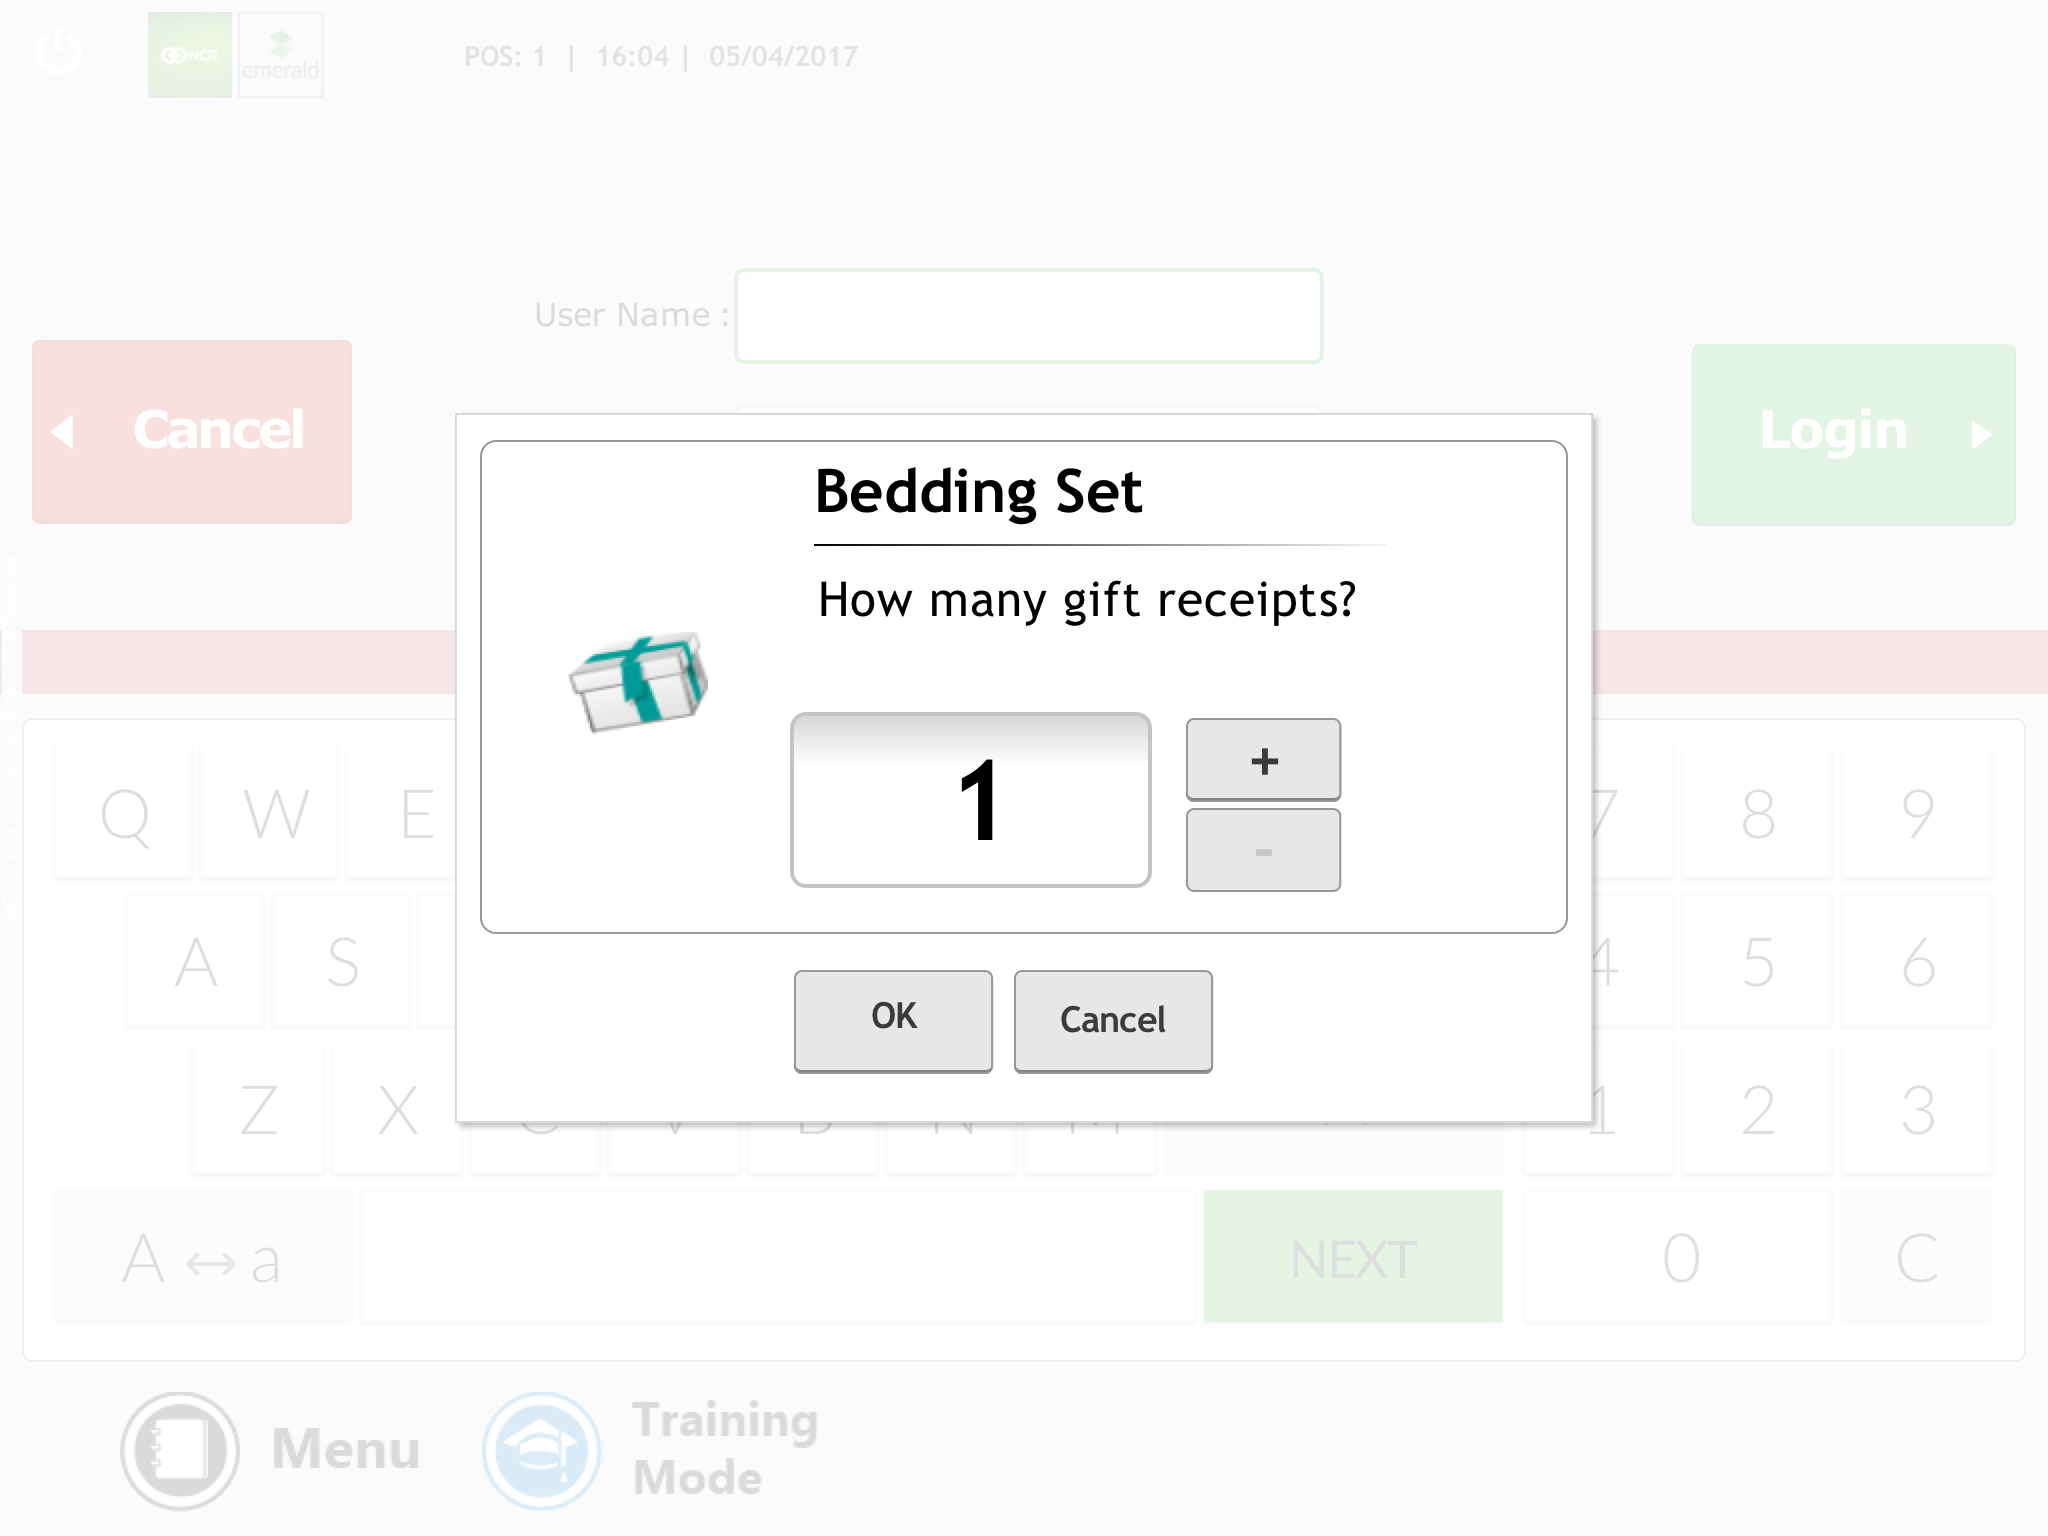 NCR
emerald
POS: 1 | 16:04 | 05/04/2017
User Name :
Cancel
Login
Bedding Set
How many gift receipts?
1
+
-
OK
Cancel
Q W E
7 8 9
A S
4 5 6
Z X C V B N M
1 2 3
A ↔ a
NEXT
0
C
Menu
Training
Mode